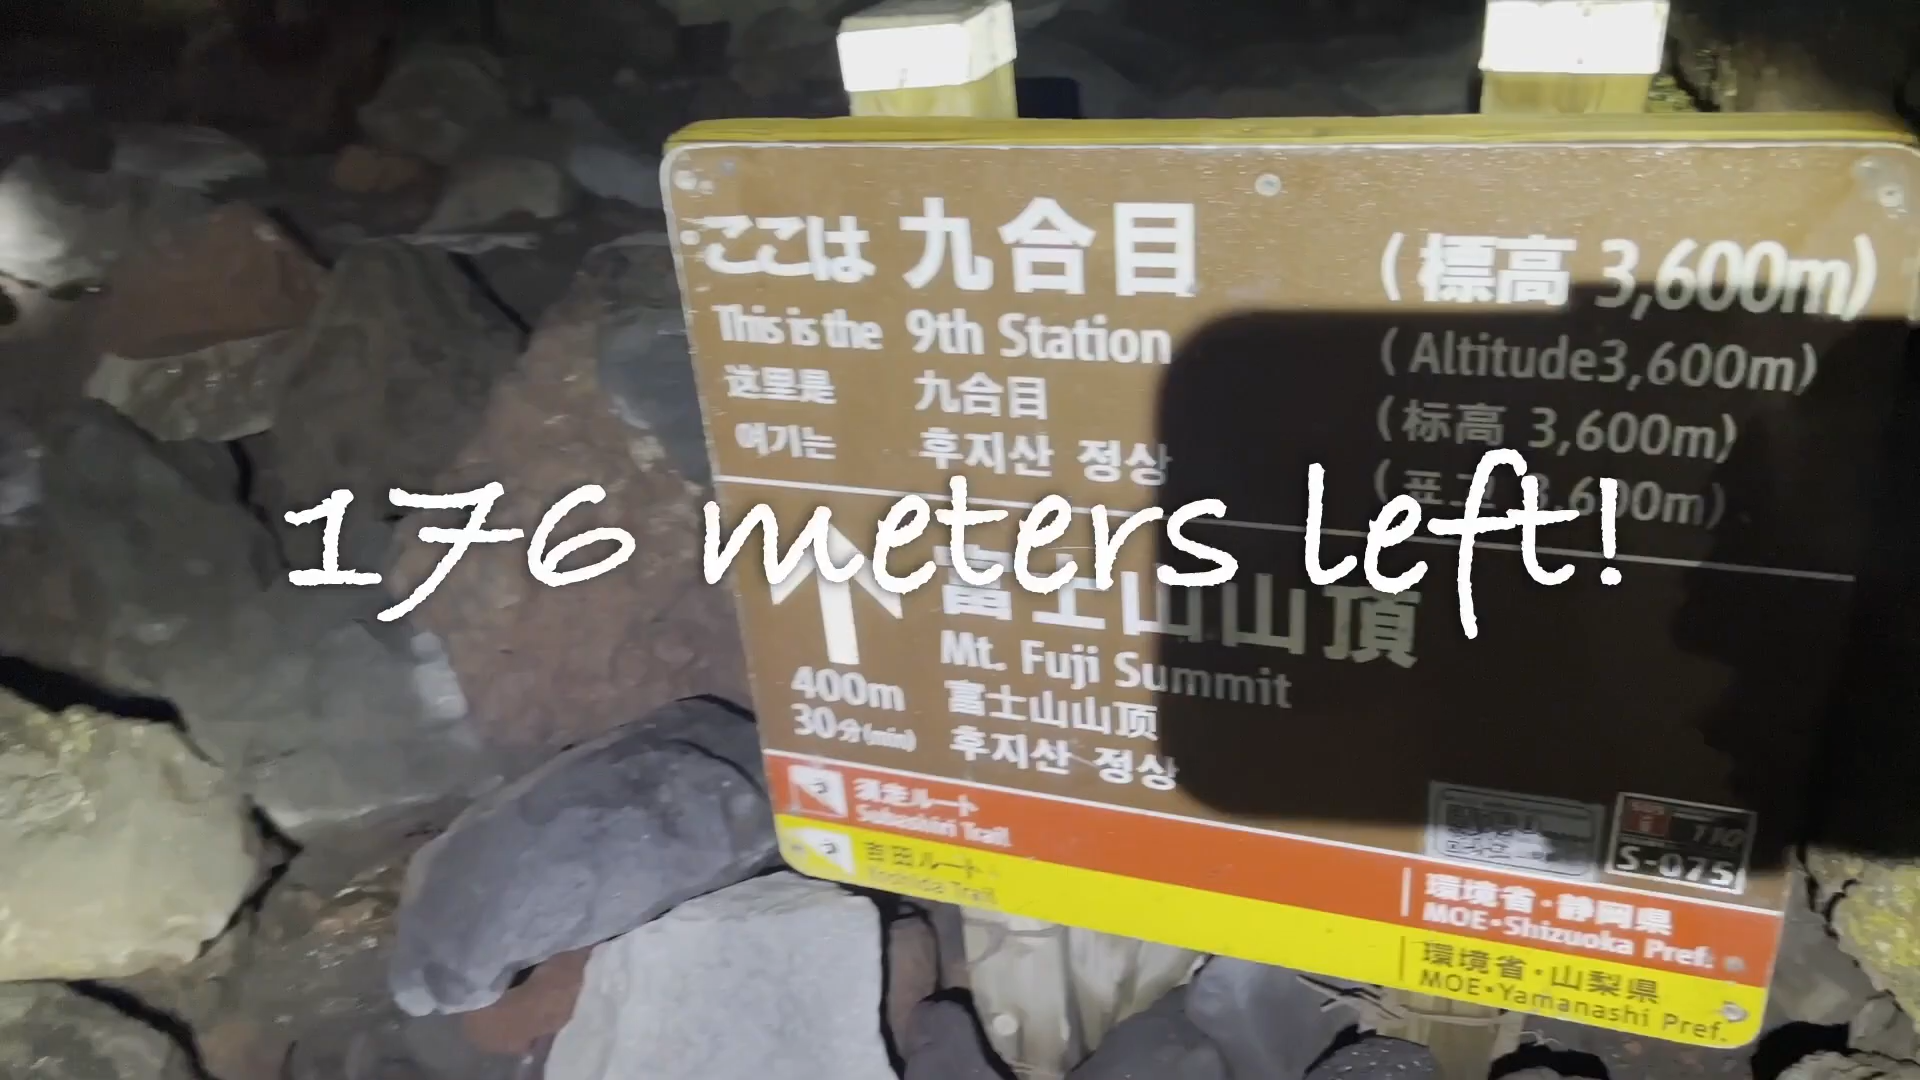 ここは 九合目 (標高 3,600m)
This is the 9th Station (Altitude3,600m)
这里是 九合目 (标高 3,600m)
여기는 후지산 정상 (표고 3,600m)
176 meters left!
富士山山頂
Mt. Fuji Summit
400m 富士山山顶
30分(min) 후지산 정상
須走ルート
Subashiri Trail
吉田ルート
Yoshida Trail
S-075
環境省・静岡県
MOE・Shizuoka Pref.
環境省・山梨県
MOE・Yamanashi Pref.